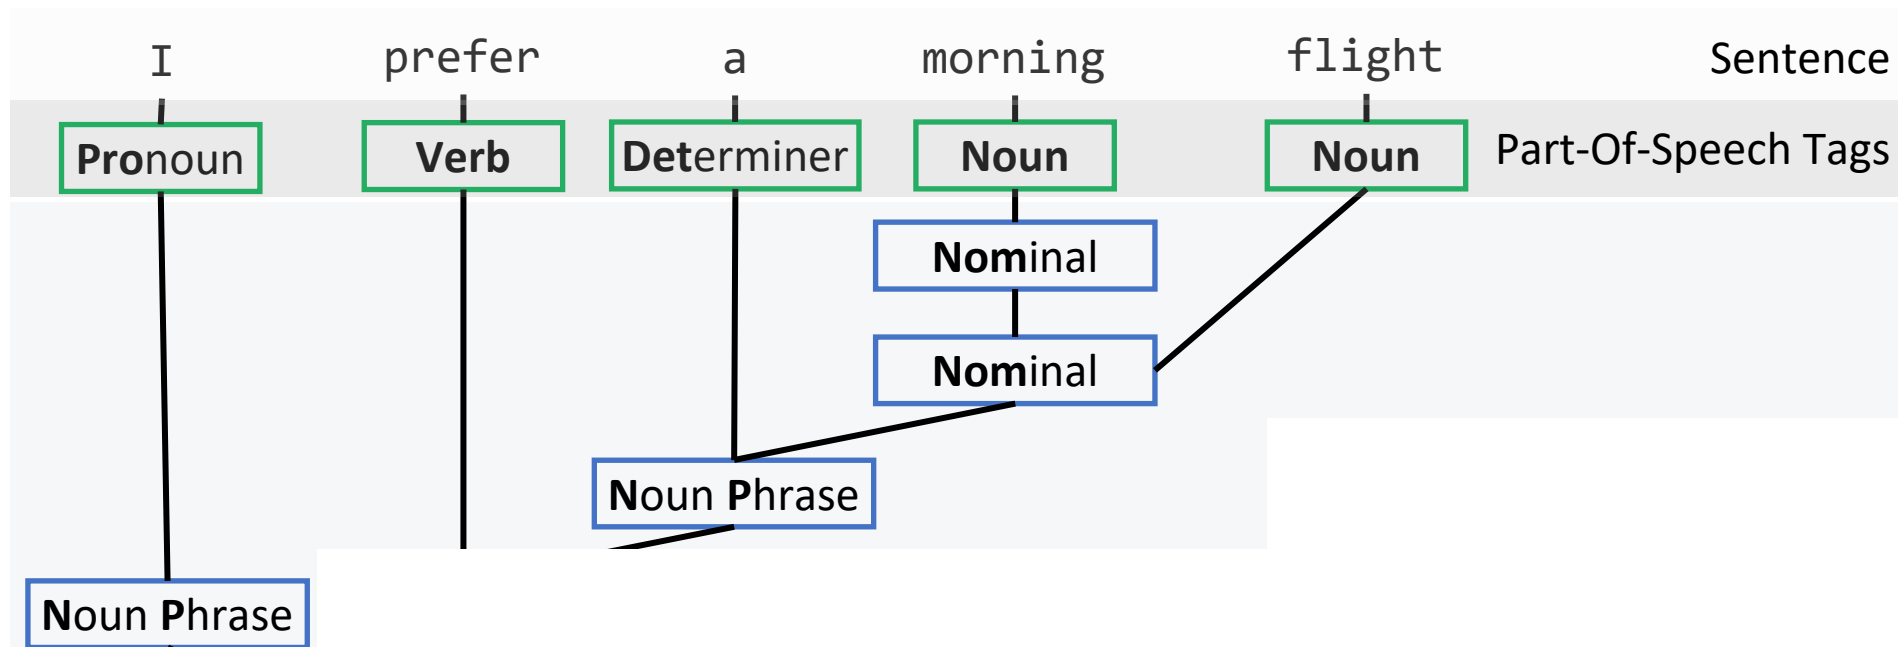 I prefer a morning flight Sentence
Pronoun Verb Determiner Noun Noun Part-Of-Speech Tags
Nominal
Nominal
Noun Phrase
Noun Phrase